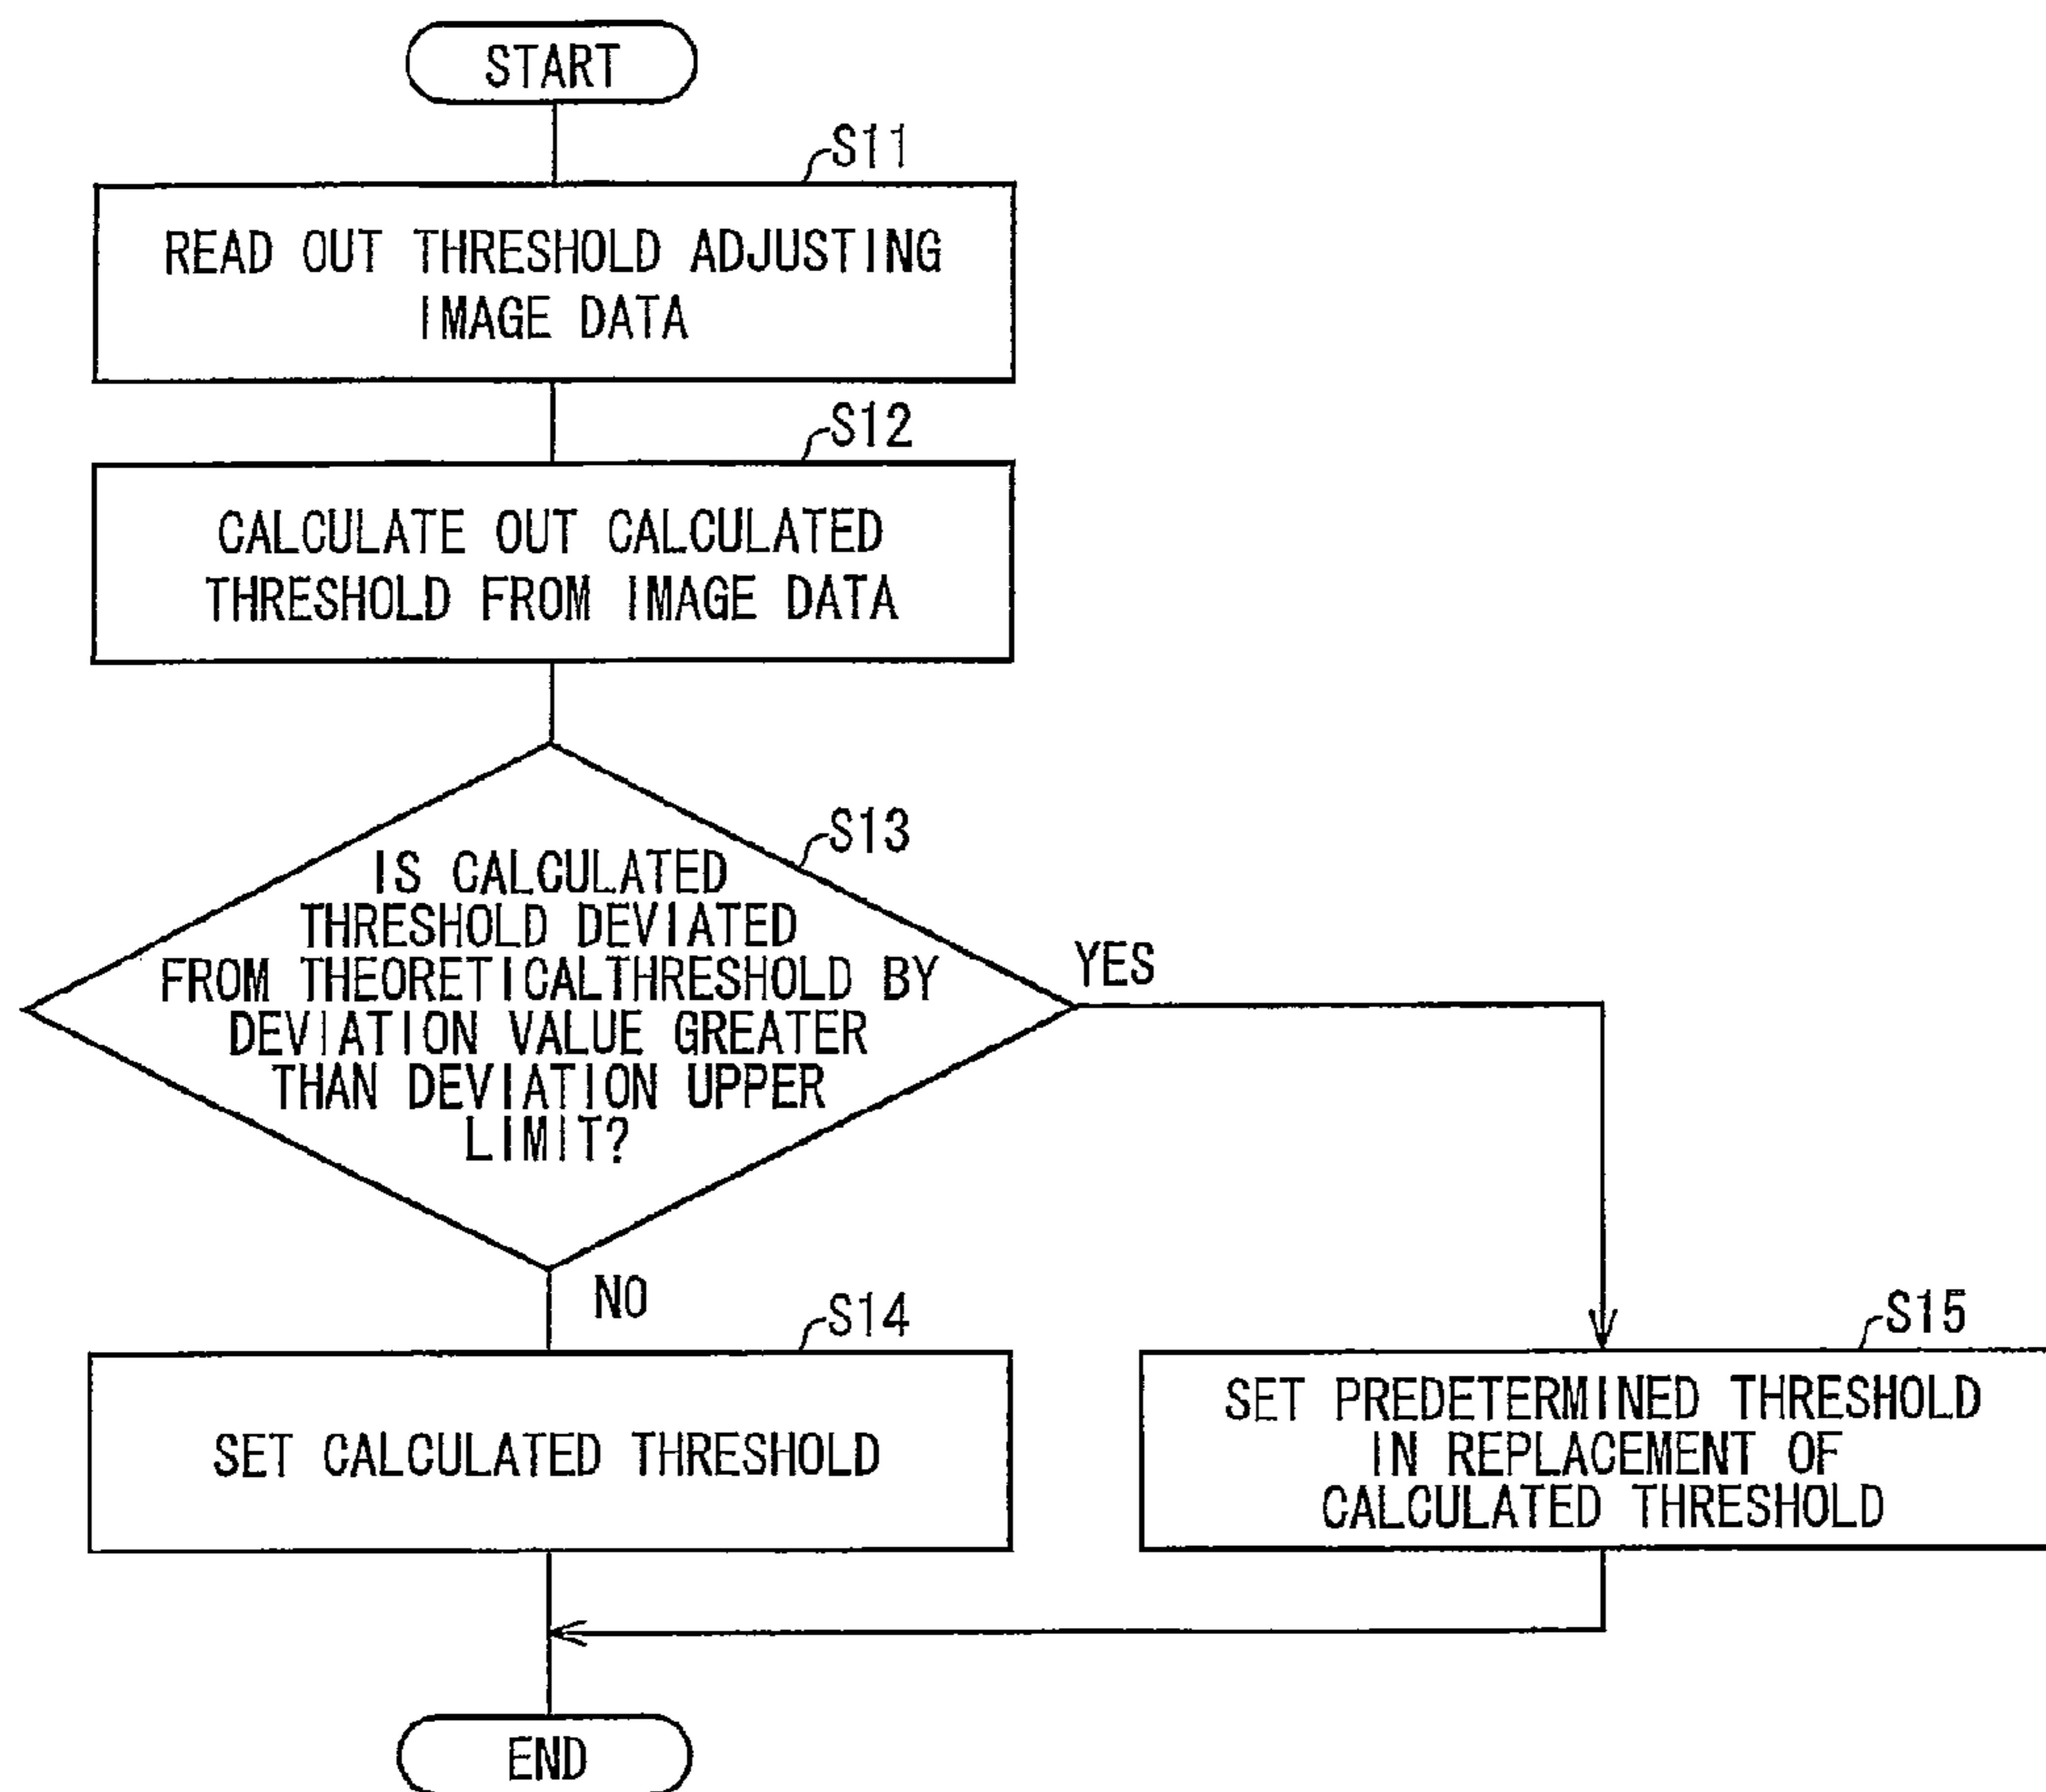 START
S11
READ OUT THRESHOLD ADJUSTING
IMAGE DATA
S12
CALCULATE OUT CALCULATED
THRESHOLD FROM IMAGE DATA
S13
IS CALCULATED
THRESHOLD DEVIATED
FROM THEORETICALTHRESHOLD BY
DEVIATION VALUE GREATER
THAN DEVIATION UPPER
LIMIT?
YES
NO
S14
SET CALCULATED THRESHOLD
S15
SET PREDETERMINED THRESHOLD
IN REPLACEMENT OF
CALCULATED THRESHOLD
END